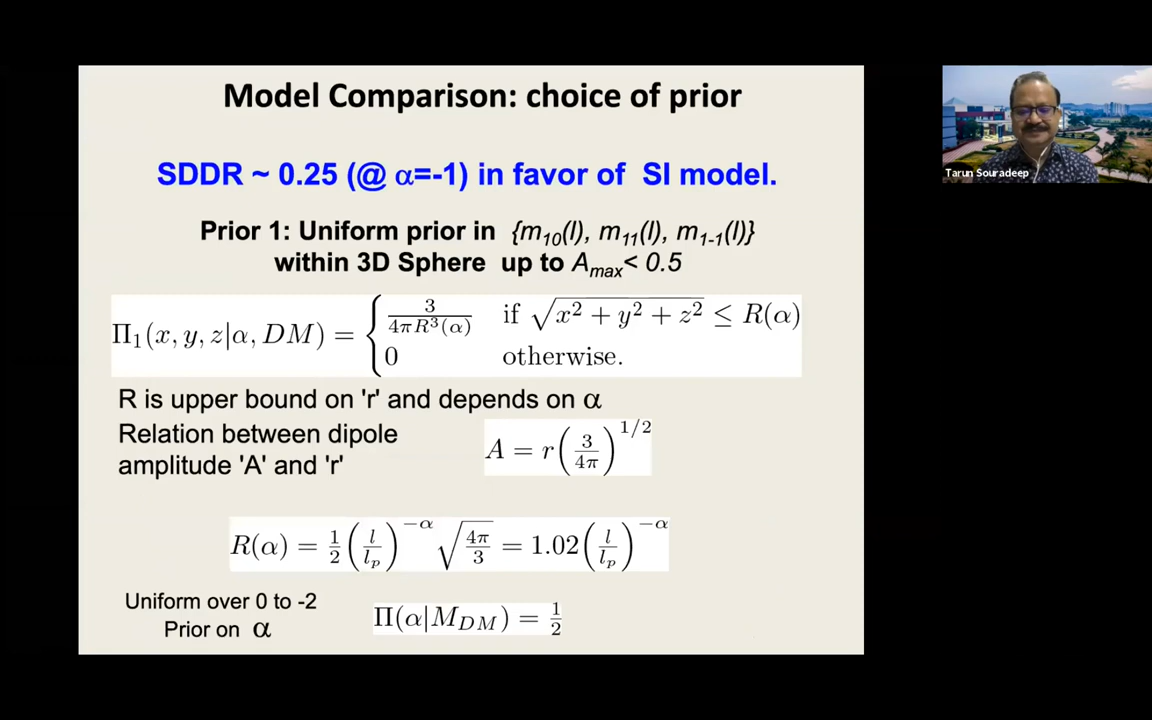 Model Comparison: choice of prior
SDDR ~ 0.25 (@ α=-1) in favor of SI model.
Prior 1: Uniform prior in {m₁₀(l), m₁₁(l), m₁₋₁(l)}
within 3D Sphere up to Aₘₐₓ< 0.5
Π₁(x, y, z|α, DM) = { 3/(4πR³(α)) if √(x² + y² + z²) ≤ R(α)
0 otherwise.
R is upper bound on 'r' and depends on α
Relation between dipole
amplitude 'A' and 'r'
A = r(3/4π)^1/2
R(α) = 1/2 (l/lₚ)^−α √(4π/3) = 1.02(l/lₚ)^−α
Uniform over 0 to -2
Prior on α
Π(α|M_DM) = 1/2
Tarun Souradeep